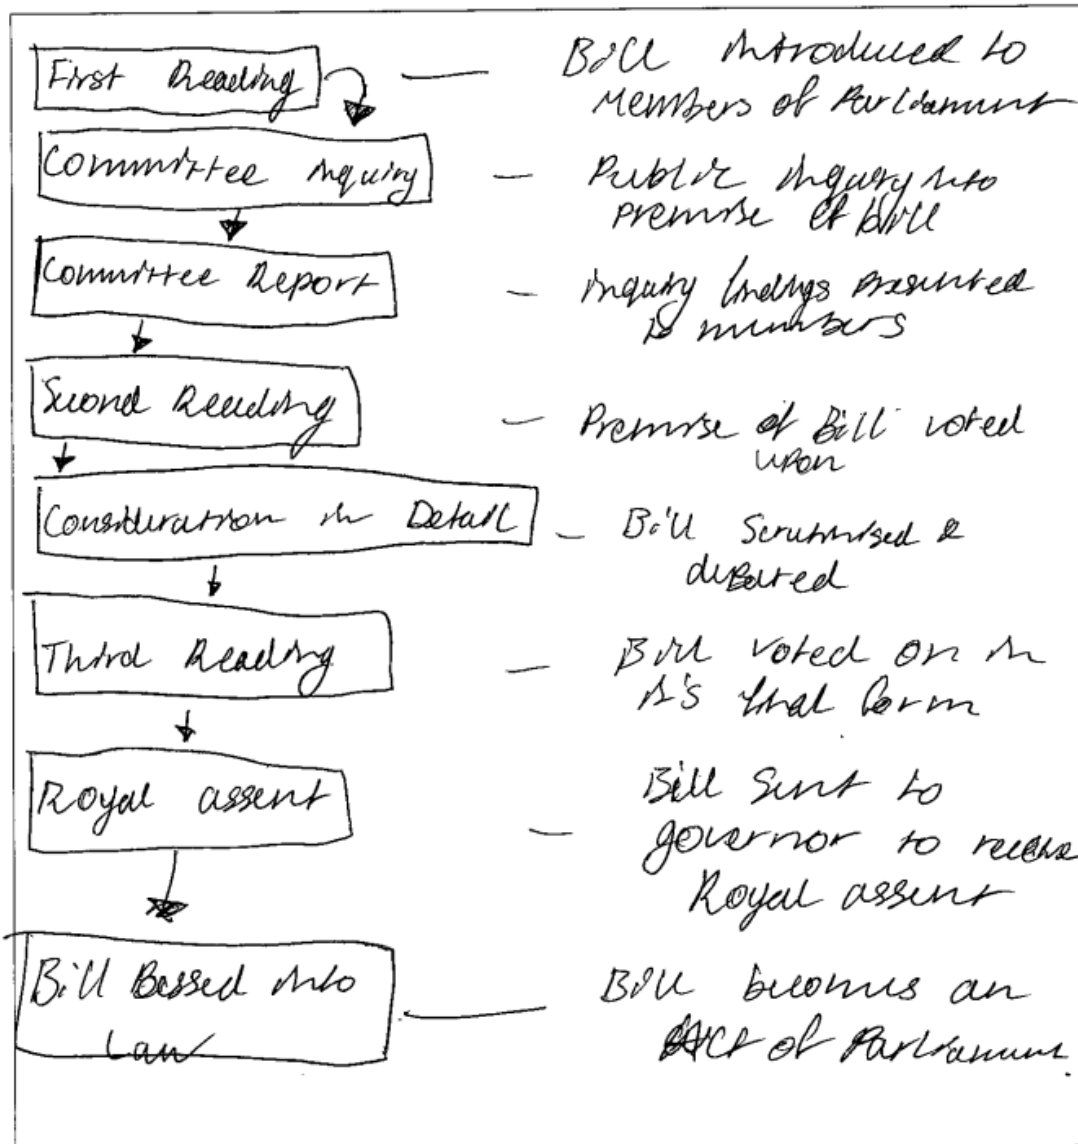 First Reading — Bill introduced to
Members of Parliament
Committee inquiry — Public inquiry into
premise of bill
Committee Report — inquiry findings presented
to members
Second Reading — Premise of Bill voted
upon
Consideration in Detail — Bill Scrutinised &
debated
Third Reading — Bill voted on in
it's final form
Royal assent — Bill Sent to
governor to receive
Royal assent
Bill Passed into — Bill becomes an
Law Act of Parliament.